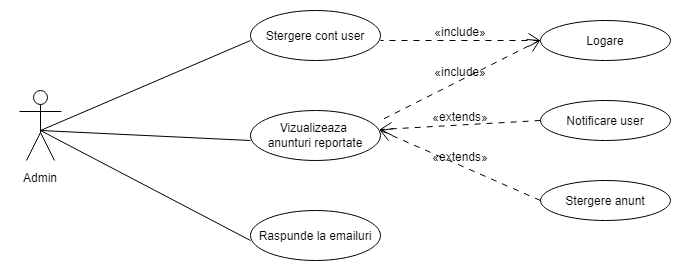 Stergere cont user
«include»
Logare
«include»
Vizualizeaza
anunturi reportate
«extends»
Notificare user
«extends»
Admin
Stergere anunt
Raspunde la emailuri